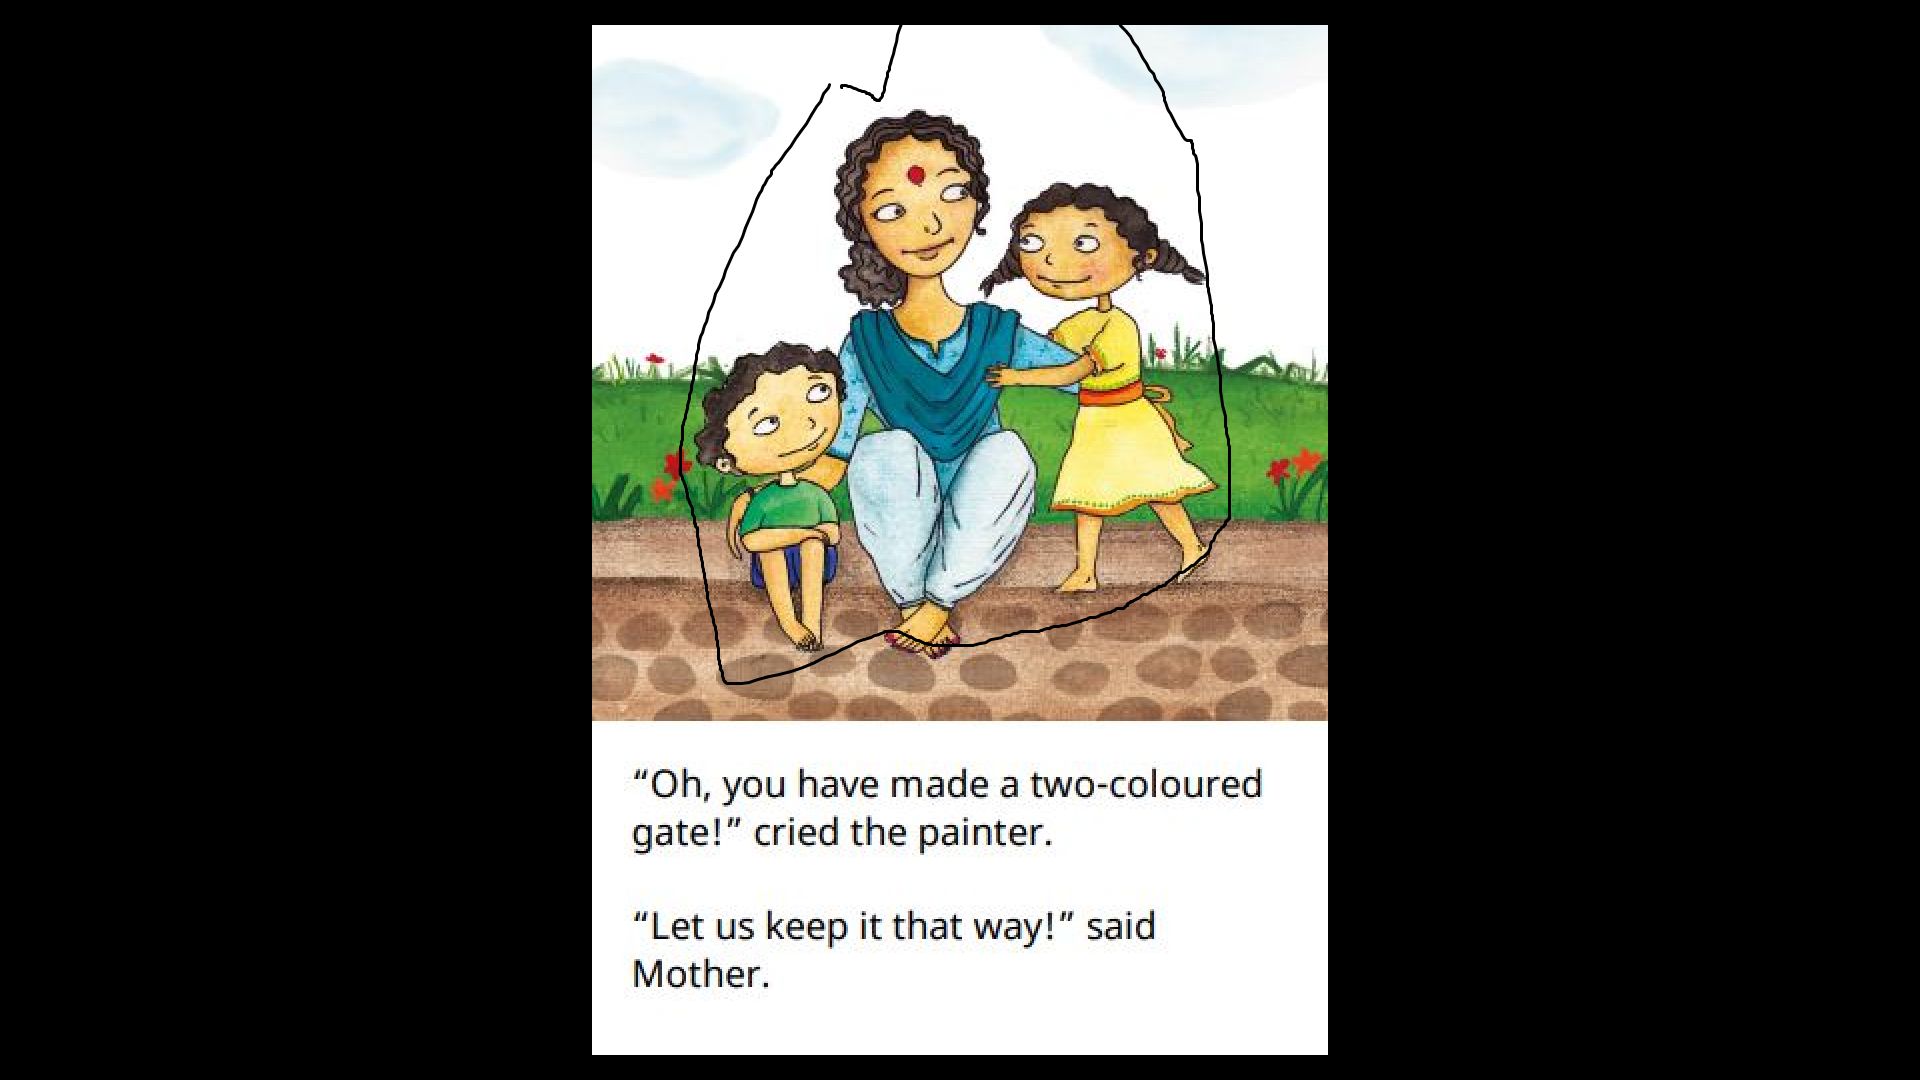 “Oh, you have made a two-coloured
gate!” cried the painter.
“Let us keep it that way!” said
Mother.